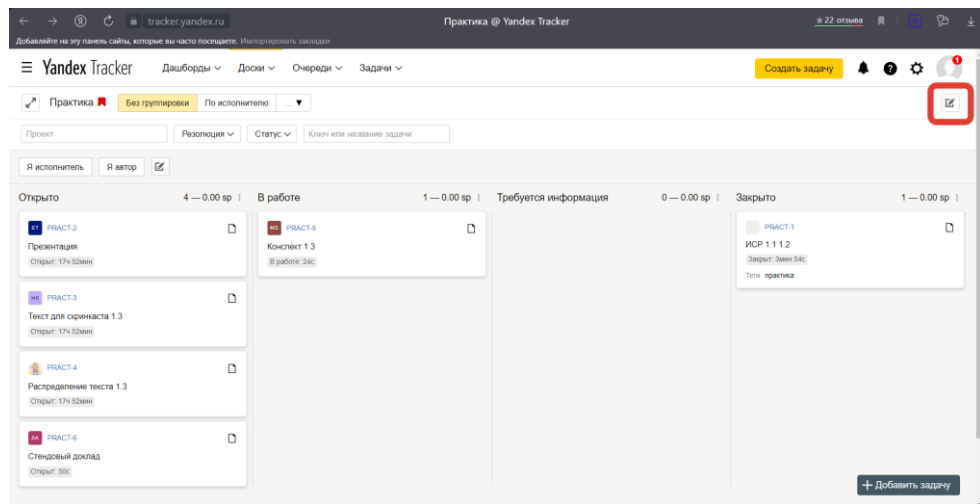 tracker.yandex.ru Практика @ Yandex Tracker ★ 22 отзыва
Добавляйте на эту панель сайты, которые вы часто посещаете. Импортировать закладки
Yandex Tracker Дашборды Доски Очереди Задачи Создать задачу 1
Практика Без группировки По исполнителю ... ▼
Проект Резолюция Статус Ключ или название задачи
Я исполнитель Я автор
Открыто 4 — 0.00 sp В работе 1 — 0.00 sp Требуется информация 0 — 0.00 sp Закрыто 1 — 0.00 sp
PRACT-2
Презентация
Открыт: 17ч 52мин
PRACT-3
Текст для скринкаста 1.3
Открыт: 17ч 52мин
PRACT-4
Распределение текста 1.3
Открыт: 17ч 52мин
PRACT-6
Стендовый доклад
Открыт: 50с
PRACT-5
Конспект 1.3
В работе: 24с
PRACT-1
ИСР 1.1 1.2
Закрыт: 3мин 54с
Теги практика
+ Добавить задачу